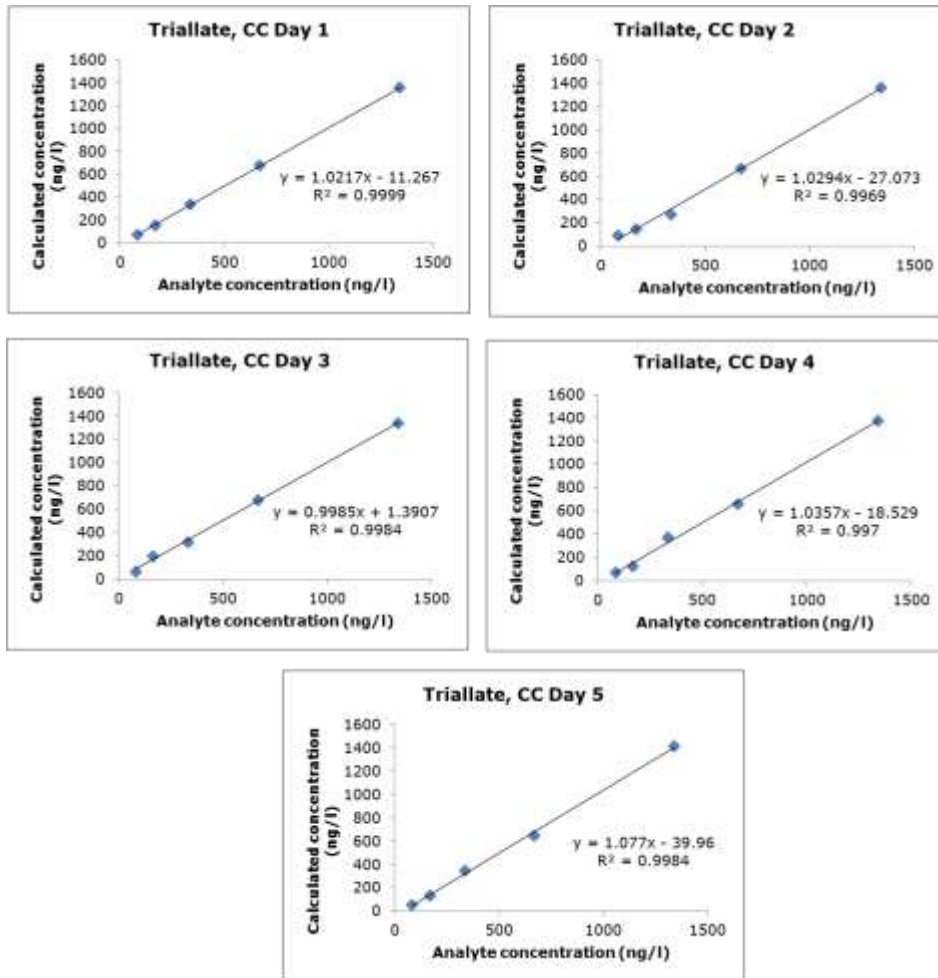 Triallate, CC Day 1
1600
1400
1200
1000
800
600
400
200
0
Calculated concentration
(ng/l)
y = 1.0217x - 11.267
R² = 0.9999
0 500 1000 1500
Analyte concentration (ng/l)
Triallate, CC Day 2
1600
1400
1200
1000
800
600
400
200
0
Calculated concentration
(ng/l)
y = 1.0294x - 27.073
R² = 0.9969
0 500 1000 1500
Analyte concentration (ng/l)
Triallate, CC Day 3
1600
1400
1200
1000
800
600
400
200
0
Calculated concentration
(ng/l)
y = 0.9985x + 1.3907
R² = 0.9984
0 500 1000 1500
Analyte concentration (ng/l)
Triallate, CC Day 4
1600
1400
1200
1000
800
600
400
200
0
Calculated concentration
(ng/l)
y = 1.0357x - 18.529
R² = 0.997
0 500 1000 1500
Analyte concentration (ng/l)
Triallate, CC Day 5
1600
1400
1200
1000
800
600
400
200
0
Calculated concentration
(ng/l)
y = 1.077x - 39.96
R² = 0.9984
0 500 1000 1500
Analyte concentration (ng/l)